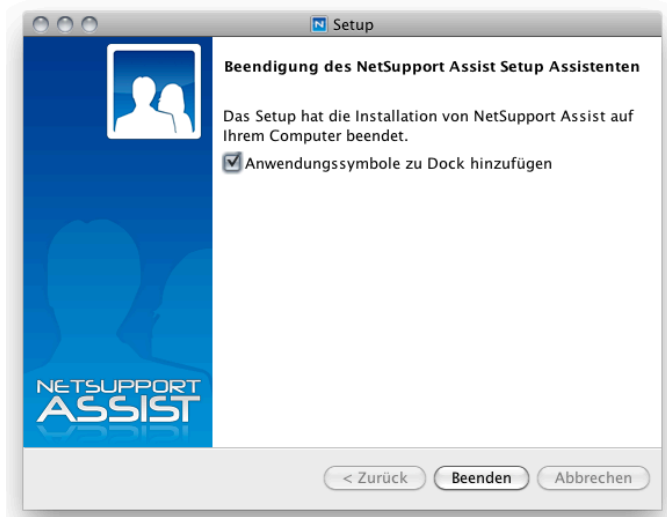 Setup
Beendigung des NetSupport Assist Setup Assistenten
Das Setup hat die Installation von NetSupport Assist auf
Ihrem Computer beendet.
Anwendungssymbole zu Dock hinzufügen
NETSUPPORT
ASSIST
< Zurück
Beenden
Abbrechen